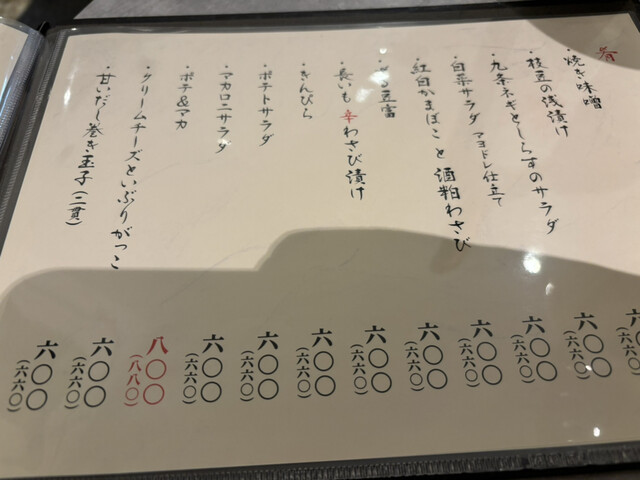 肴
・焼き味噌
・枝豆の浅漬け 六
・九条ネギとしらすのサラダ 六〇〇
(六六〇)
・白菜サラダ マヨドレ仕立て 六〇〇
(六六〇)
・紅白かまぼこと酒粕わさび 六〇〇
(六六〇)
る豆富 六〇〇
(六六〇)
・長いも辛わさび漬け 六〇〇
(六六〇)
・きんぴら 六〇〇
(六六〇)
・ポテトサラダ 六〇〇
(六六〇)
・マカロニサラダ 六〇〇
(六六〇)
・ポテ&マカ 八〇〇
(八八〇)
・クリームチーズといぶりがっこ 六〇〇
(六六〇)
・甘いだし巻き玉子(二貫) 六〇〇
(六六〇)